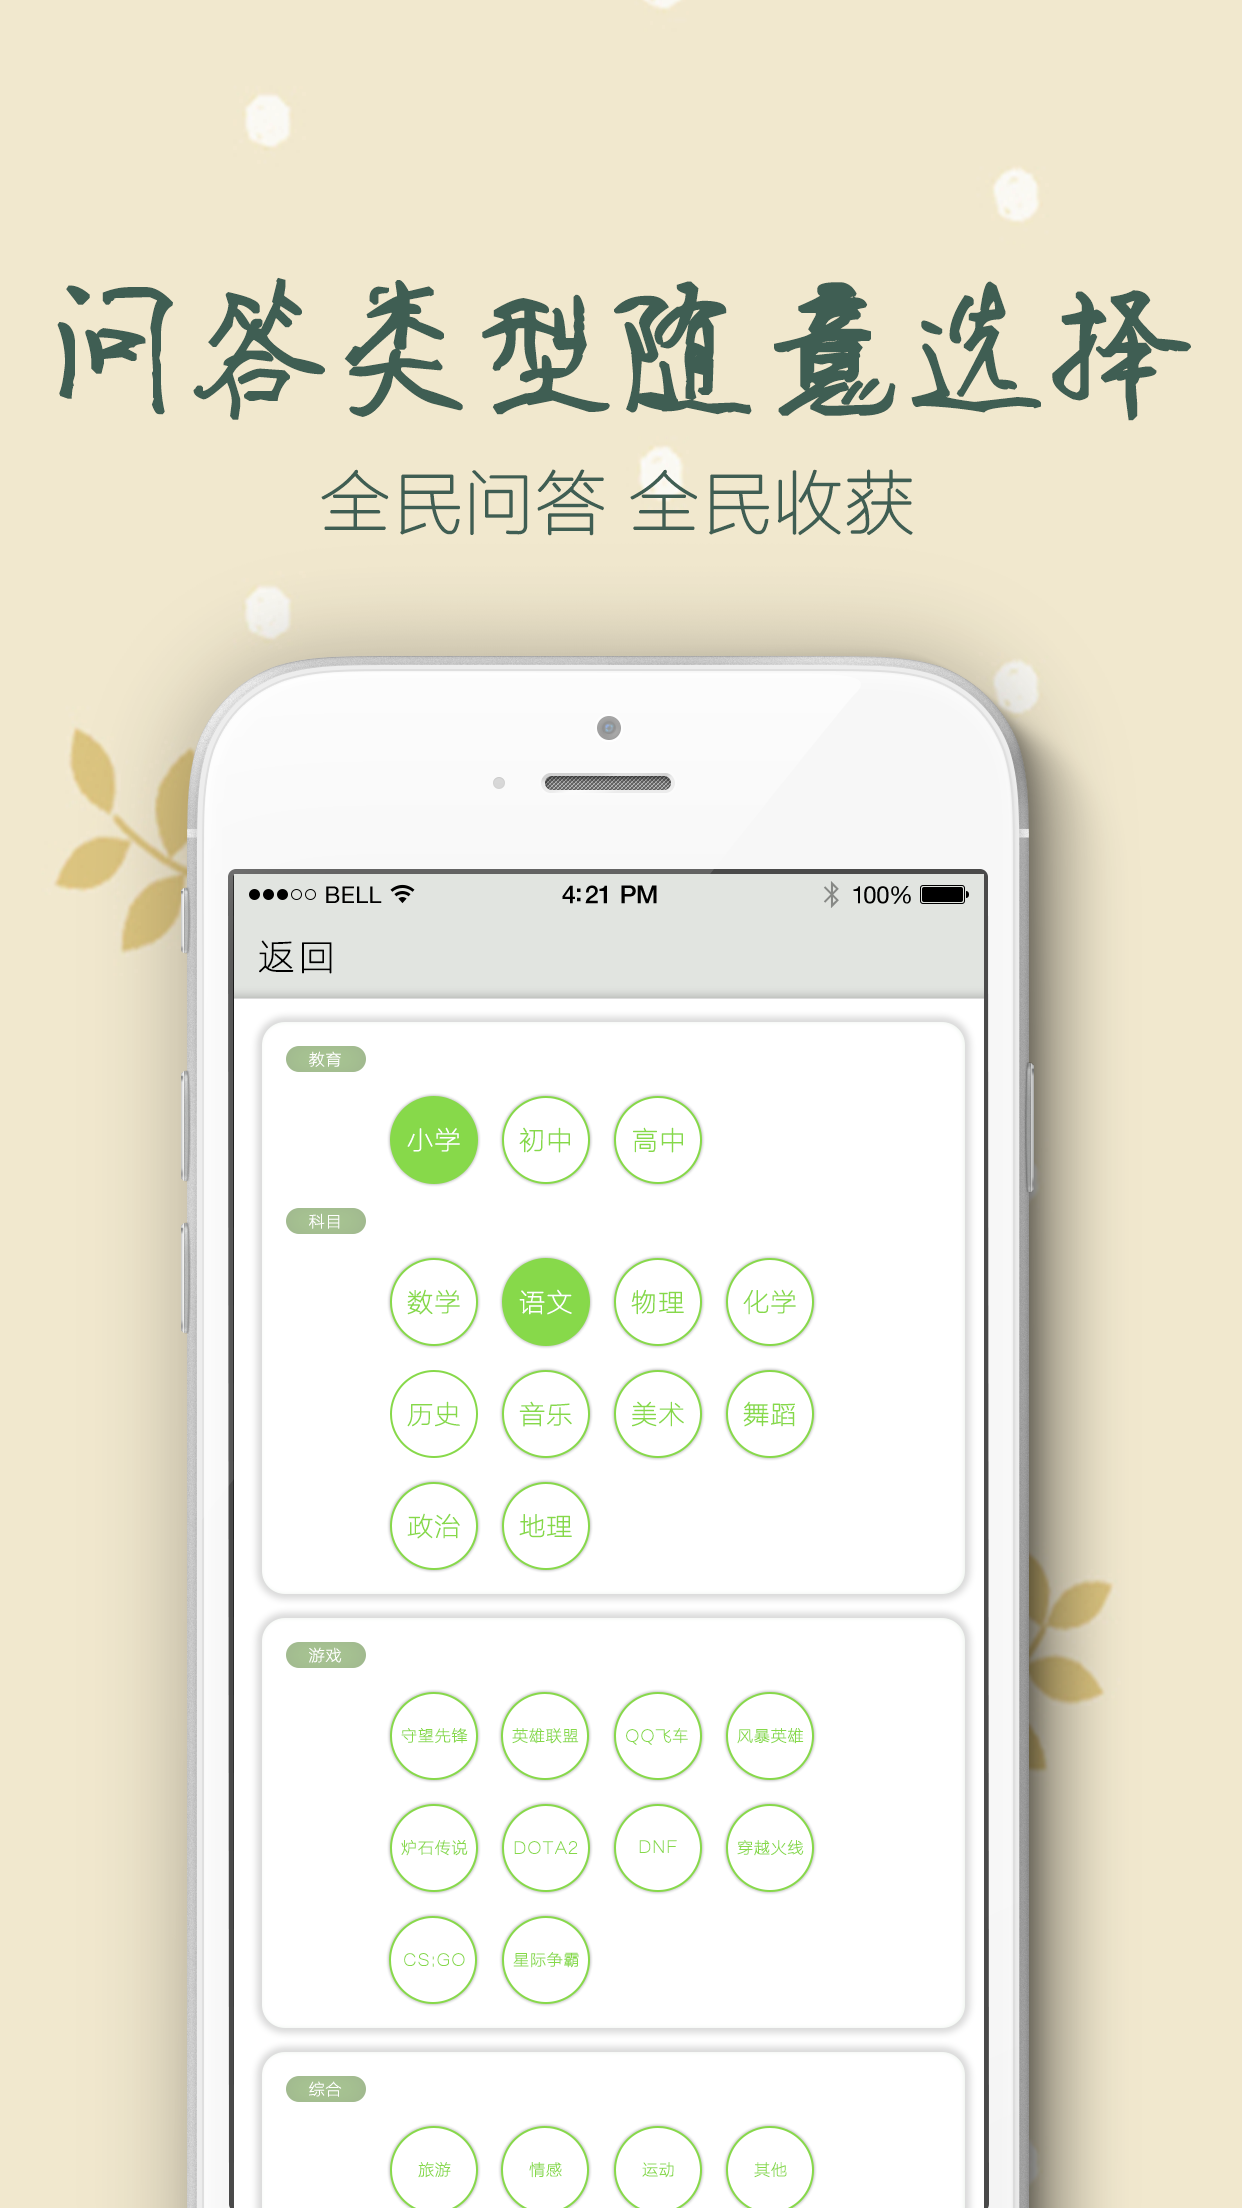 问答类型随意选择
全民问答 全民收获
BELL 4:21 PM 100%
返回
教育
小学 初中 高中
科目
数学 语文 物理 化学
历史 音乐 美术 舞蹈
政治 地理
游戏
守望先锋 英雄联盟 QQ飞车 风暴英雄
炉石传说 DOTA2 DNF 穿越火线
CS:GO 星际争霸
综合
旅游 情感 运动 其他